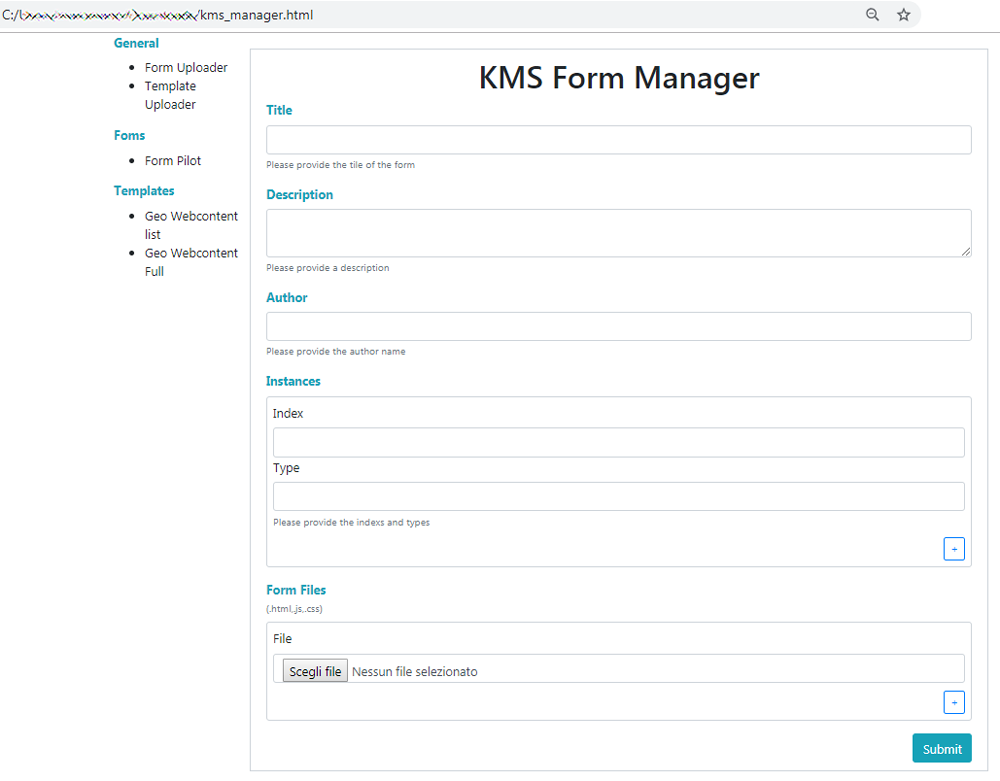 C:/
/kms_manager.html
General
Form Uploader
Template
Uploader
Foms
Form Pilot
Templates
Geo Webcontent
list
Geo Webcontent
Full
KMS Form Manager
Title
Please provide the tile of the form
Description
Please provide a description
Author
Please provide the author name
Instances
Index
Type
Please provide the indexs and types
+
Form Files
(.html,.js,.css)
File
Scegli file Nessun file selezionato
+
Submit